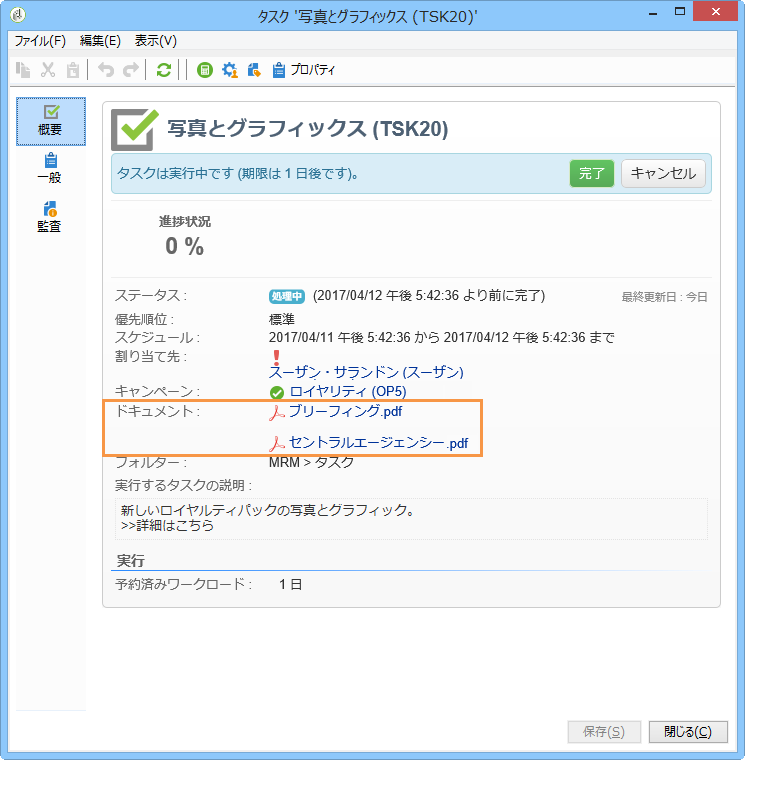 タスク '写真とグラフィックス (TSK20)'
ファイル(F) 編集(E) 表示(V)
プロパティ
概要
一般
監査
写真とグラフィックス (TSK20)
タスクは実行中です (期限は 1 日後です)。 完了 キャンセル
進捗状況
0 %
ステータス : 処理中 (2017/04/12 午後 5:42:36 より前に完了) 最終更新日 : 今日
優先順位 : 標準
スケジュール : 2017/04/11 午後 5:42:36 から 2017/04/12 午後 5:42:36 まで
割り当て先 :
スーザン・サランドン (スーザン)
キャンペーン : ロイヤリティ (OP5)
ドキュメント : ブリーフィング.pdf
セントラルエージェンシー.pdf
フォルダー : MRM > タスク
実行するタスクの説明 :
新しいロイヤルティパックの写真とグラフィック。
>>詳細はこちら
実行
予約済みワークロード : 1 日
保存(S) 閉じる(C)